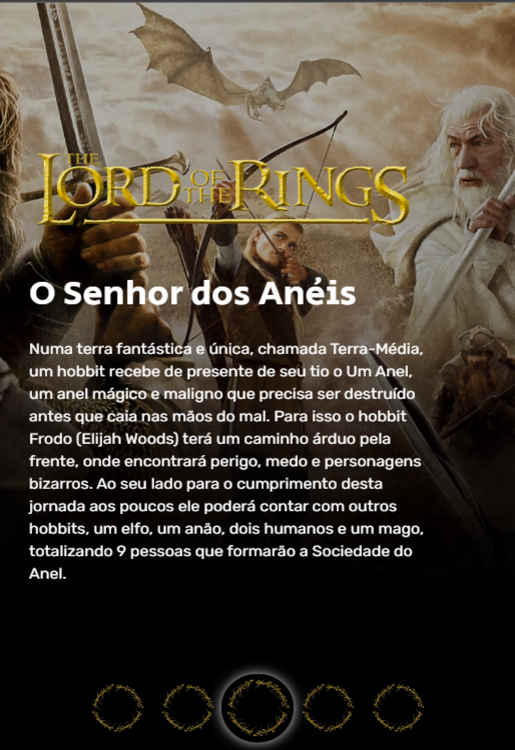 THE
LORD OF THE RINGS
O Senhor dos Anéis
Numa terra fantástica e única, chamada Terra-Média,
um hobbit recebe de presente de seu tio o Um Anel,
um anel mágico e maligno que precisa ser destruído
antes que caia nas mãos do mal. Para isso o hobbit
Frodo (Elijah Woods) terá um caminho árduo pela
frente, onde encontrará perigo, medo e personagens
bizarros. Ao seu lado para o cumprimento desta
jornada aos poucos ele poderá contar com outros
hobbits, um elfo, um anão, dois humanos e um mago,
totalizando 9 pessoas que formarão a Sociedade do
Anel.